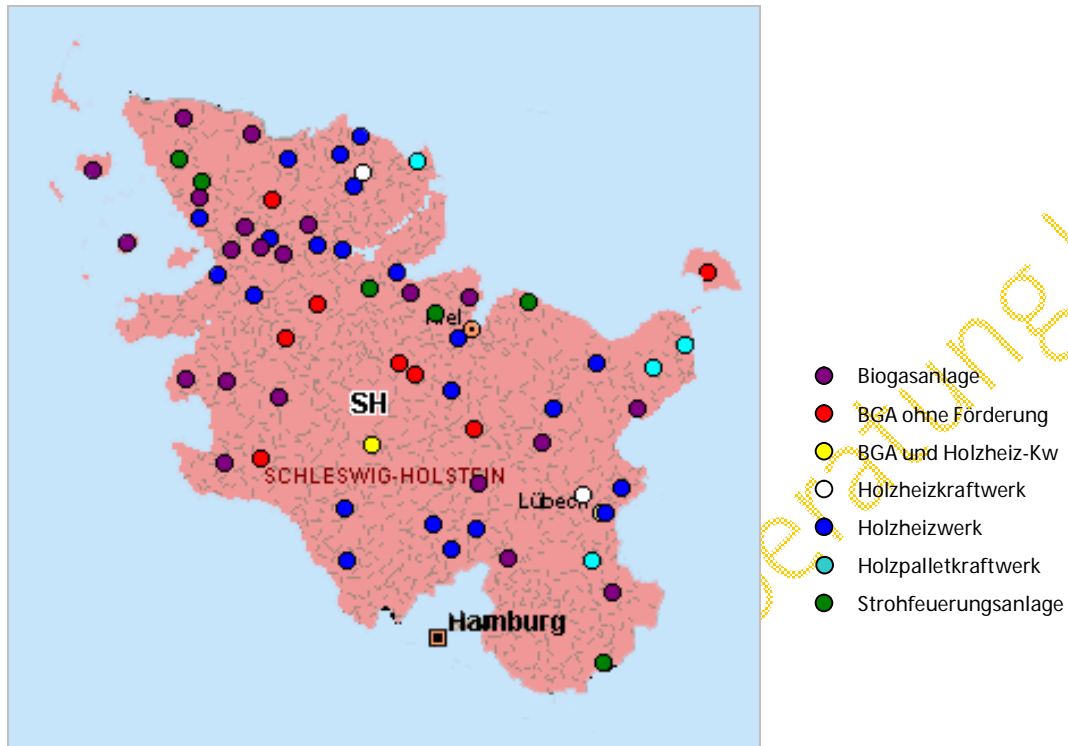 Kiel
SH
SCHLESWIG-HOLSTEIN
Lübeck
Hamburg
Biogasanlage
BGA ohne Förderung
BGA und Holzheiz-Kw
Holzheizkraftwerk
Holzheizwerk
Holzpalletkraftwerk
Strohfeuerungsanlage